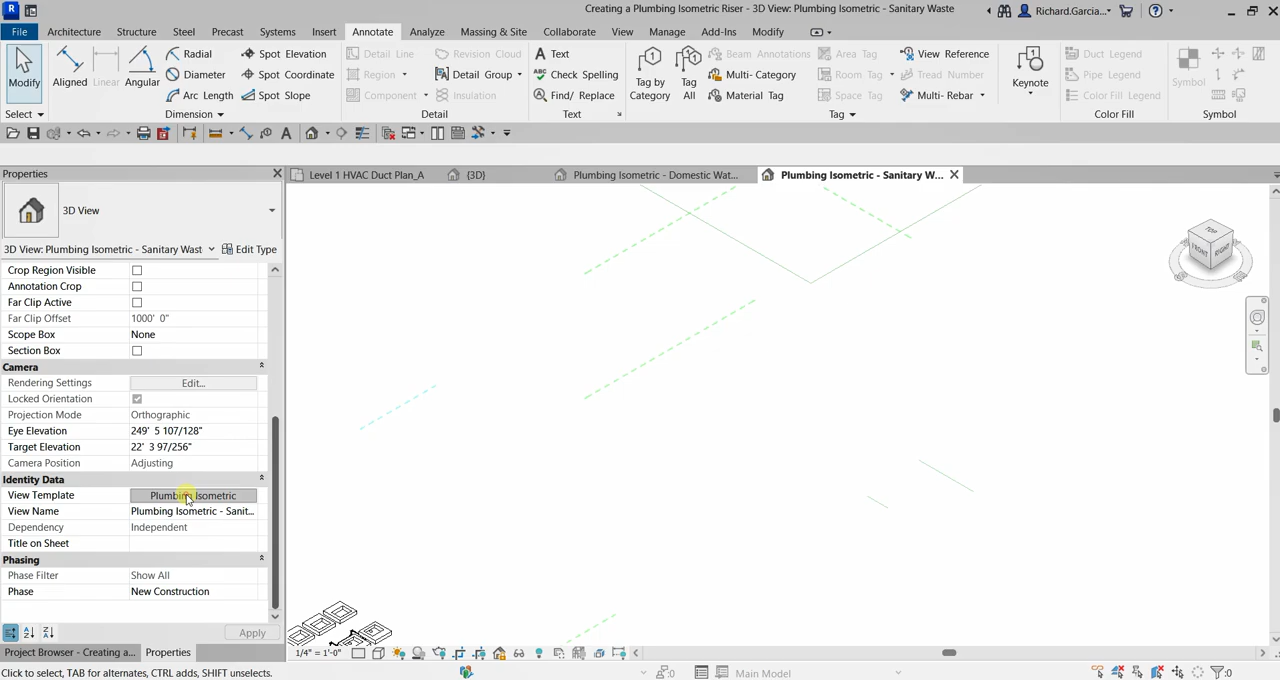 Creating a Plumbing Isometric Riser - 3D View: Plumbing Isometric - Sanitary Waste
Richard.Garcia...
File Architecture Structure Steel Precast Systems Insert Annotate Analyze Massing & Site Collaborate View Manage Add-Ins Modify
Modify
Select
Aligned
Linear
Angular
Radial
Diameter
Arc Length
Spot Elevation
Spot Coordinate
Spot Slope
Dimension
Detail Line
Region
Component
Revision Cloud
Detail Group
Insulation
Detail
Text
Check Spelling
Find/ Replace
Text
Tag by Category
Tag All
Beam Annotations
Multi- Category
Material Tag
Area Tag
Room Tag
Space Tag
View Reference
Tread Number
Multi- Rebar
Tag
Keynote
Duct Legend
Pipe Legend
Color Fill Legend
Color Fill
Symbol
Symbol
Properties
Level 1 HVAC Duct Plan_A
{3D}
Plumbing Isometric - Domestic Wat...
Plumbing Isometric - Sanitary W...
3D View
3D View: Plumbing Isometric - Sanitary Wast
Edit Type
Crop Region Visible
Annotation Crop
Far Clip Active
Far Clip Offset 1000' 0"
Scope Box None
Section Box
Camera
Rendering Settings Edit...
Locked Orientation
Projection Mode Orthographic
Eye Elevation 249' 5 107/128"
Target Elevation 22' 3 97/256"
Camera Position Adjusting
Identity Data
View Template Plumbing Isometric
View Name Plumbing Isometric - Sanit...
Dependency Independent
Title on Sheet
Phasing
Phase Filter Show All
Phase New Construction
Apply
Project Browser - Creating a...
Properties
TOP
FRONT
RIGHT
1/4" = 1'-0"
Click to select, TAB for alternates, CTRL adds, SHIFT unselects.
:0
Main Model
:0